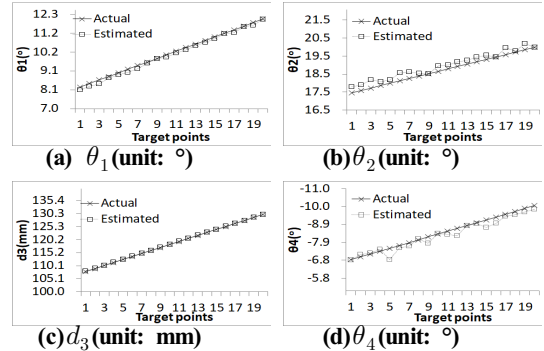 12.3
11.3
10.2
9.2
8.1
7.0
θ1(º)
Actual
Estimated
1 3 5 7 9 11 13 15 17 19
Target points
(a) θ₁(unit: °)
21.5
20.5
19.5
18.5
17.5
16.5
θ2(º)
Actual
Estimated
1 3 5 7 9 11 13 15 17 19
Target points
(b) θ₂(unit: °)
135.4
130.3
125.3
120.2
115.2
110.2
105.1
100.0
d3(mm)
Actual
Estimated
1 3 5 7 9 11 13 15 17 19
Target points
(c) d₃(unit: mm)
-10.0
-8.9
-7.9
-6.8
-5.8
θ4(º)
Actual
Estimated
1 3 5 7 9 11 13 15 17 19
Target points
(d) θ₄(unit: °)